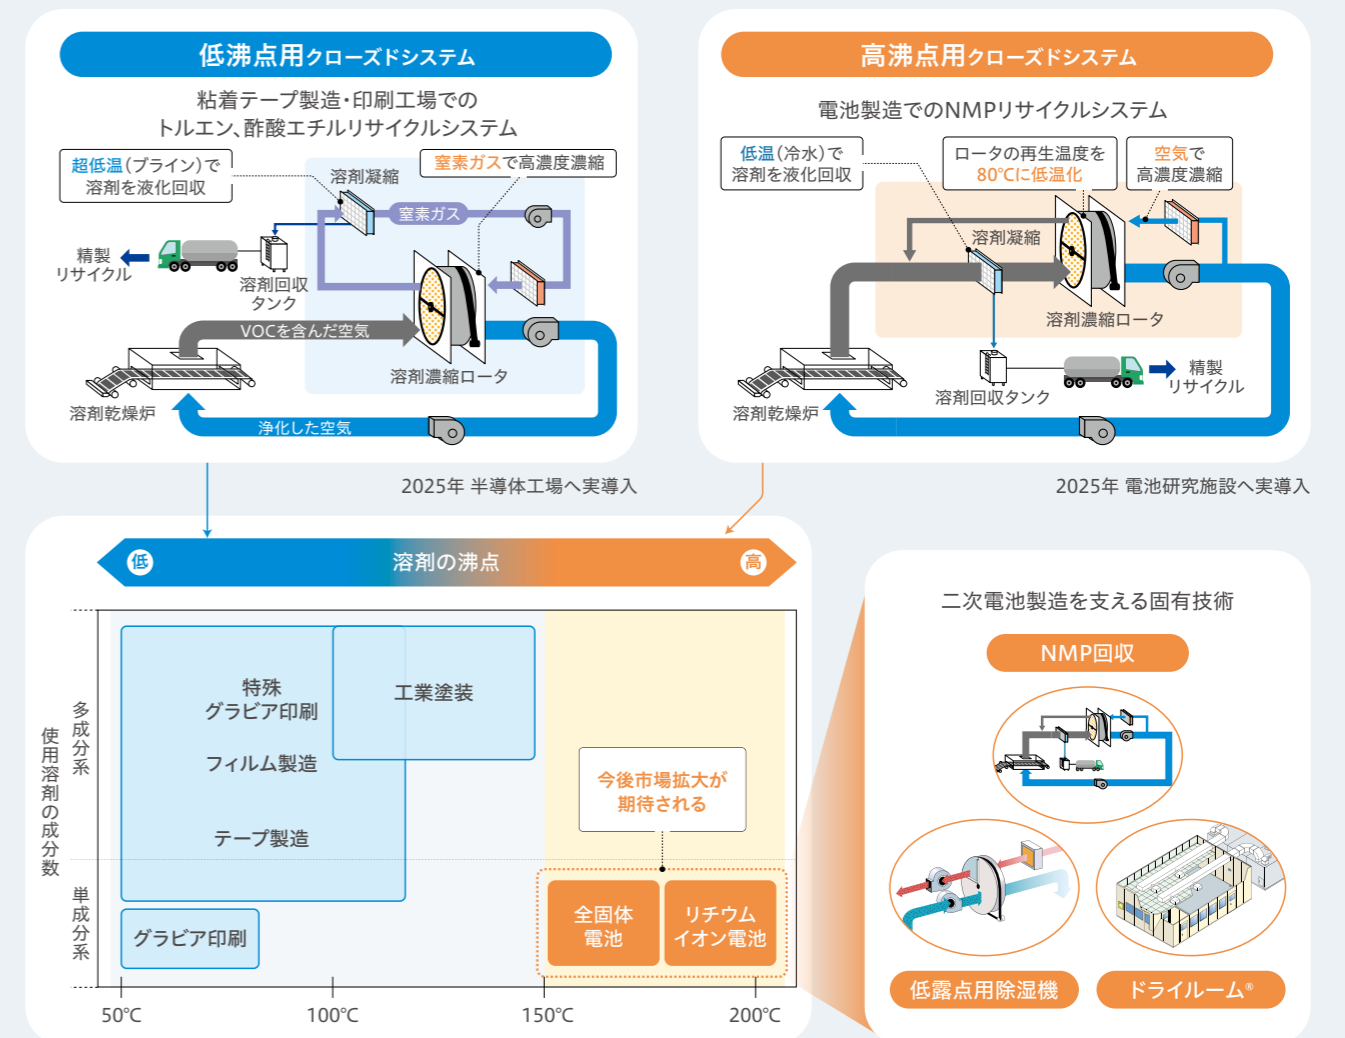 低沸点用クローズドシステム
粘着テープ製造・印刷工場での
トルエン、酢酸エチルリサイクルシステム
超低温（ブライン）で
溶剤を液化回収
溶剤凝縮
窒素ガスで高濃度濃縮
窒素ガス
精製
リサイクル
溶剤回収
タンク
VOCを含んだ空気
溶剤濃縮ロータ
溶剤乾燥炉
浄化した空気
2025年 半導体工場へ実導入
高沸点用クローズドシステム
電池製造でのNMPリサイクルシステム
低温（冷水）で
溶剤を液化回収
ロータの再生温度を
80℃に低温化
空気で
高濃度濃縮
溶剤凝縮
溶剤濃縮ロータ
溶剤回収タンク
精製
リサイクル
溶剤乾燥炉
2025年 電池研究施設へ実導入
低
溶剤の沸点
高
使用溶剤の成分数
多成分系
単成分系
特殊
グラビア印刷
フィルム製造
テープ製造
工業塗装
グラビア印刷
今後市場拡大が
期待される
全固体
電池
リチウム
イオン電池
50℃
100℃
150℃
200℃
二次電池製造を支える固有技術
NMP回収
低露点用除湿機
ドライルーム®